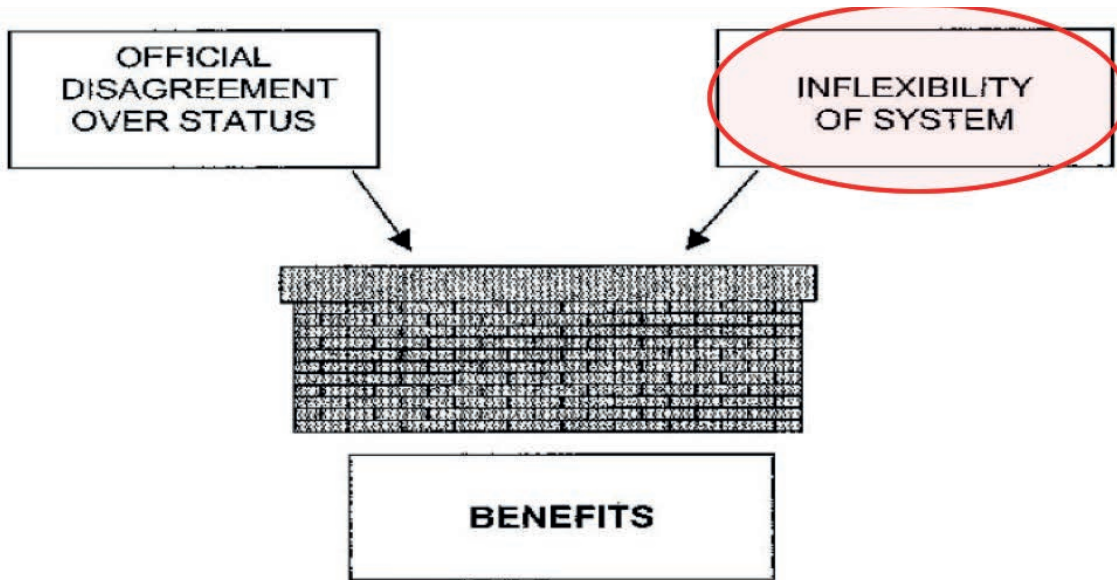 OFFICIAL
DISAGREEMENT
OVER STATUS
INFLEXIBILITY
OF SYSTEM
BENEFITS